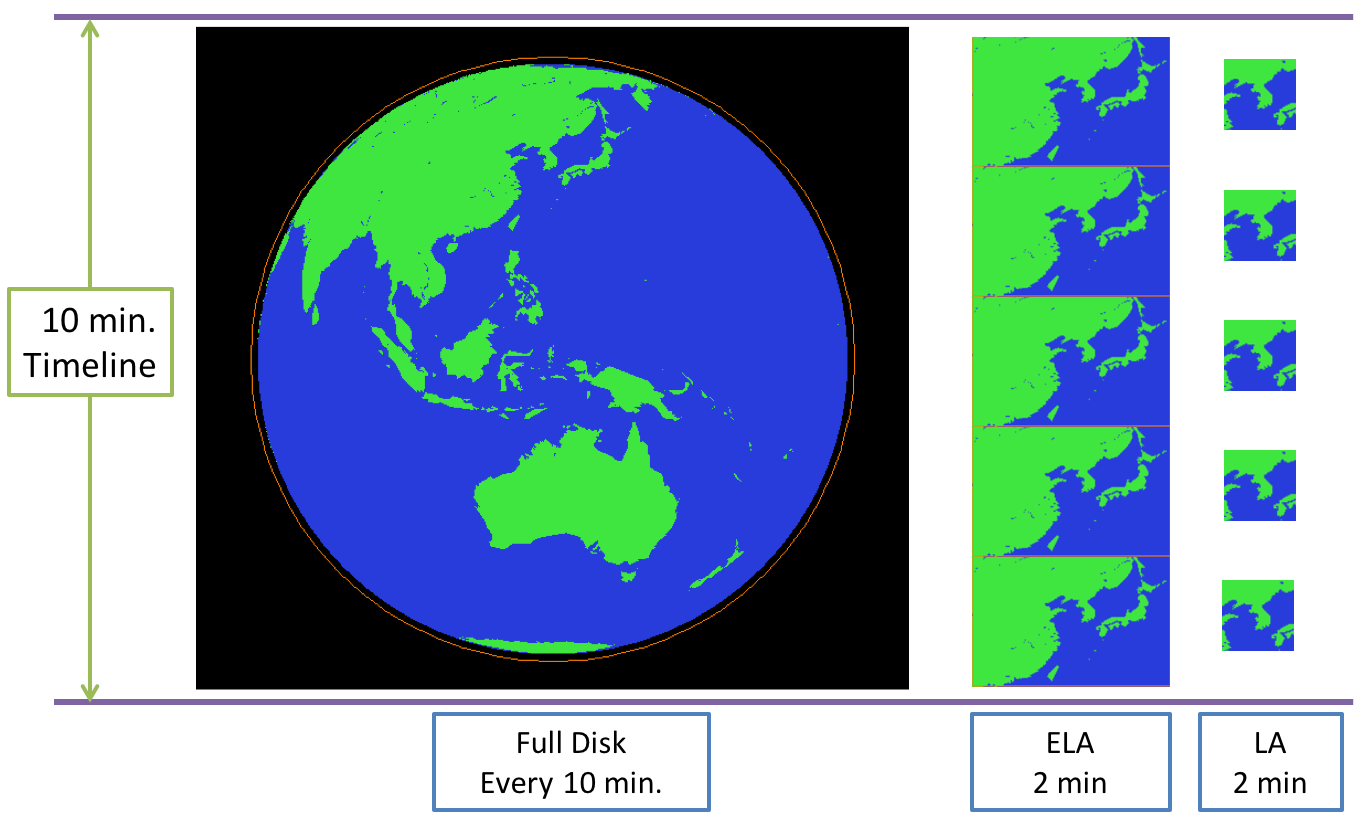 10 min.
Timeline
Full Disk
Every 10 min.
ELA
2 min
LA
2 min